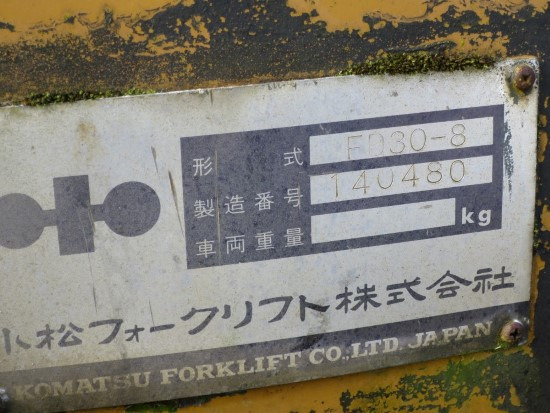 形 式 FD30-8
製造番号 140480
車両重量 kg
小松フォークリフト株式会社
KOMATSU FORKLIFT CO.,LTD. JAPAN